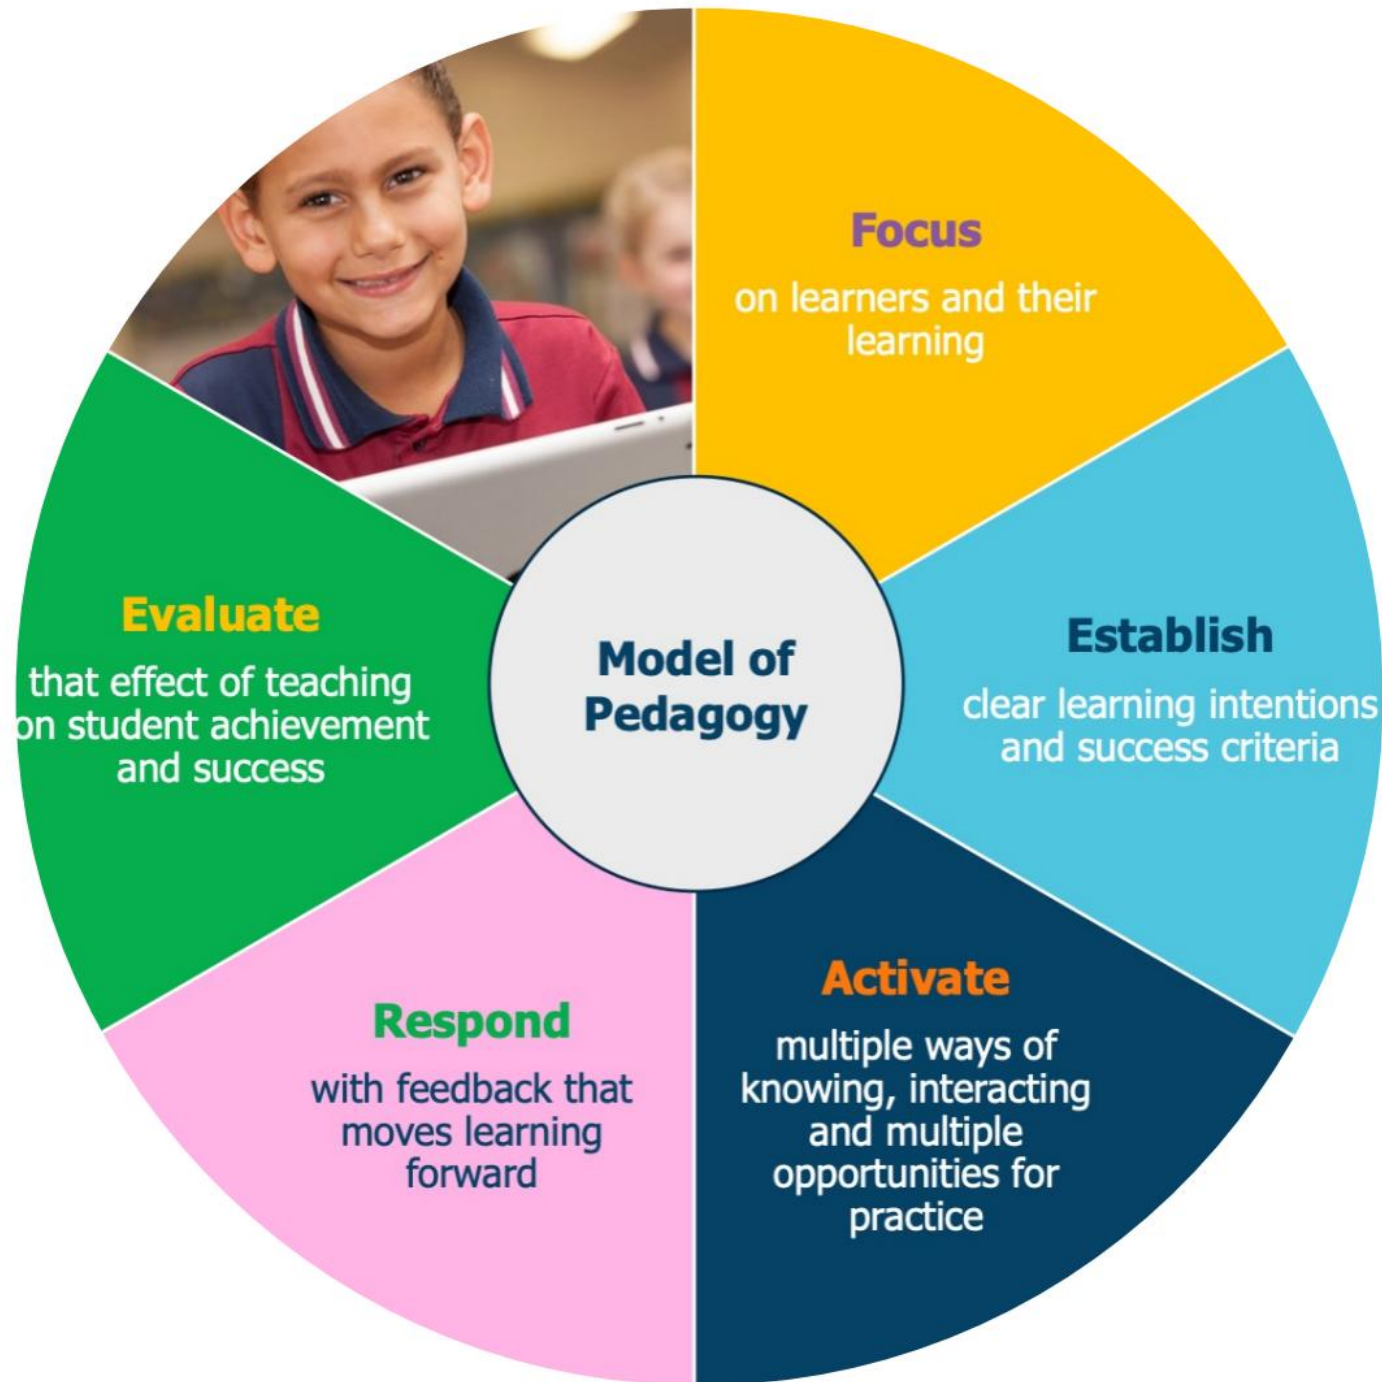 Focus
on learners and their
learning
Establish
clear learning intentions
and success criteria
Activate
multiple ways of
knowing, interacting
and multiple
opportunities for
practice
Respond
with feedback that
moves learning
forward
Evaluate
that effect of teaching
on student achievement
and success
Model of
Pedagogy